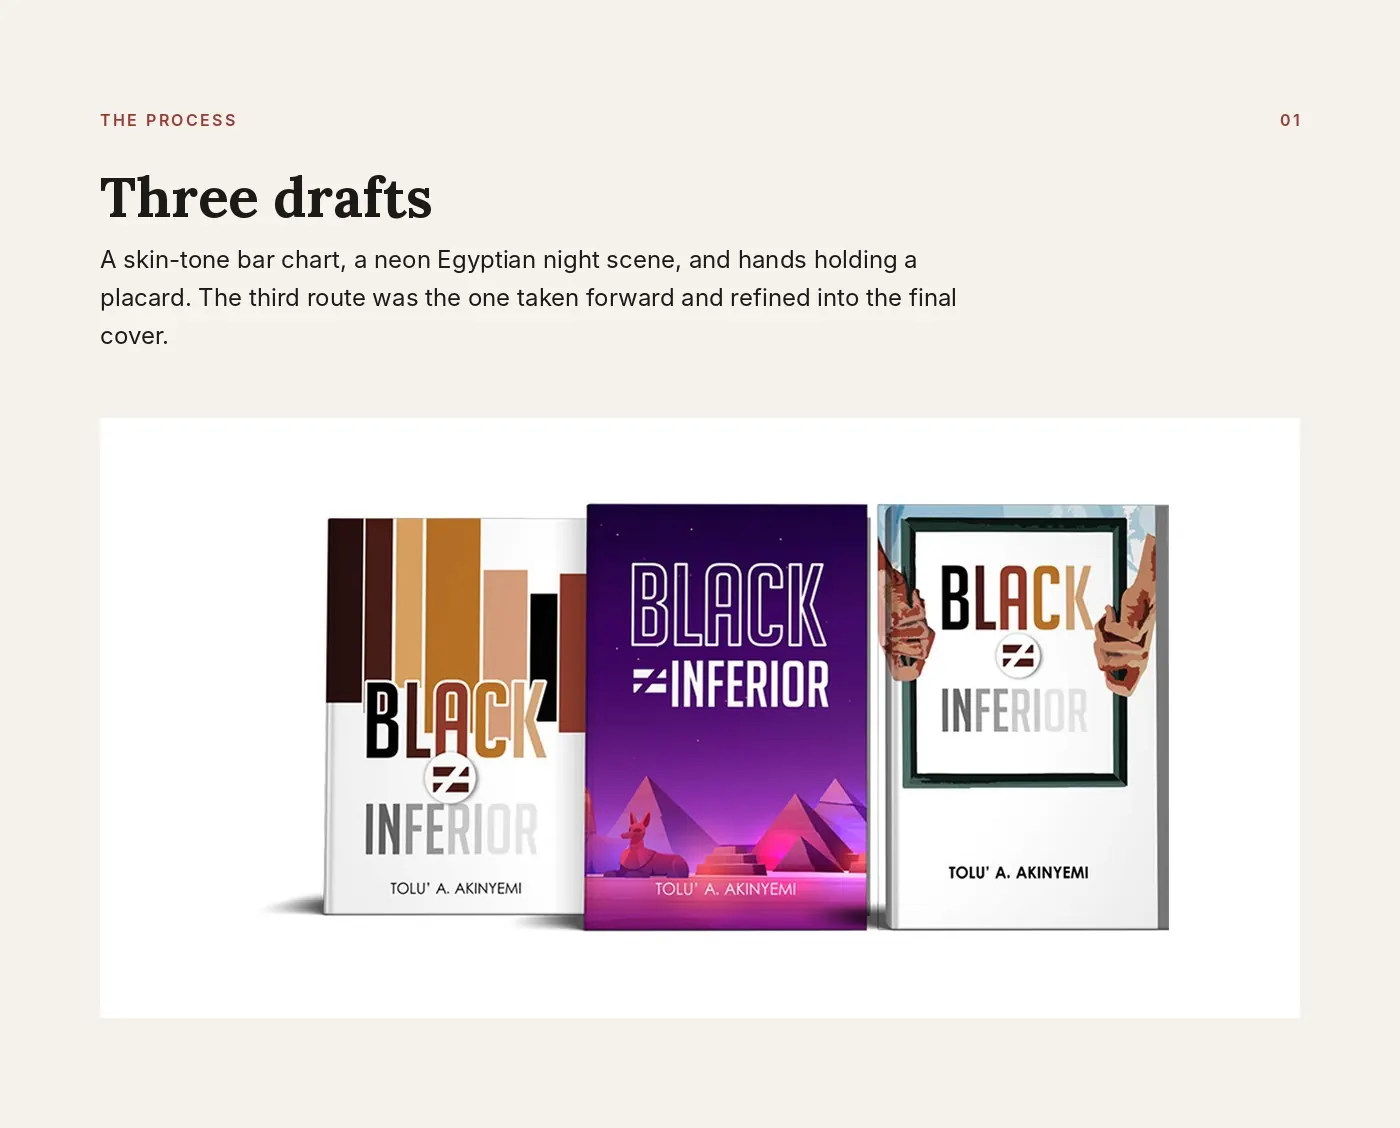 THE PROCESS
01
Three drafts
A skin-tone bar chart, a neon Egyptian night scene, and hands holding a
placard. The third route was the one taken forward and refined into the final
cover.
BLACK
≠
INFERIOR
TOLU' A. AKINYEMI
BLACK
≠INFERIOR
TOLU' A. AKINYEMI
BLACK
≠
INFERIOR
TOLU' A. AKINYEMI